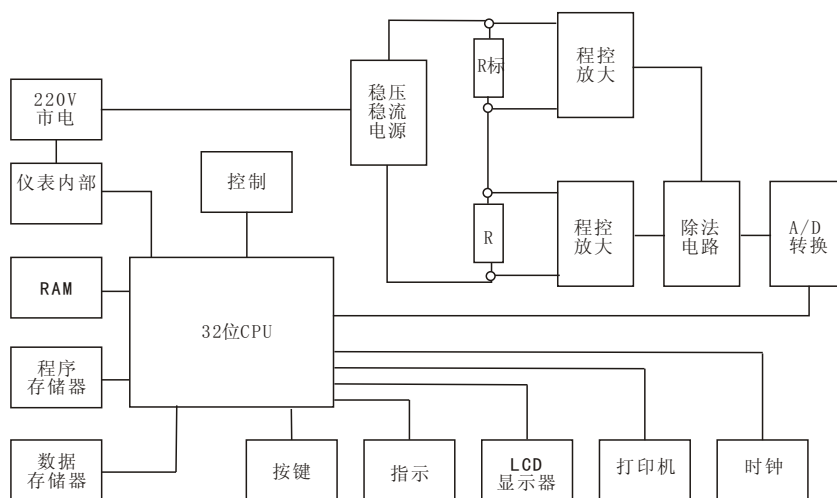 R标
程控
放大
稳压
稳流
电源
220V
市电
仪表内部
控制
R
程控
放大
除法
电路
A/D
转换
RAM
32位CPU
程序
存储器
数据
存储器
按键
指示
LCD
显示器
打印机
时钟